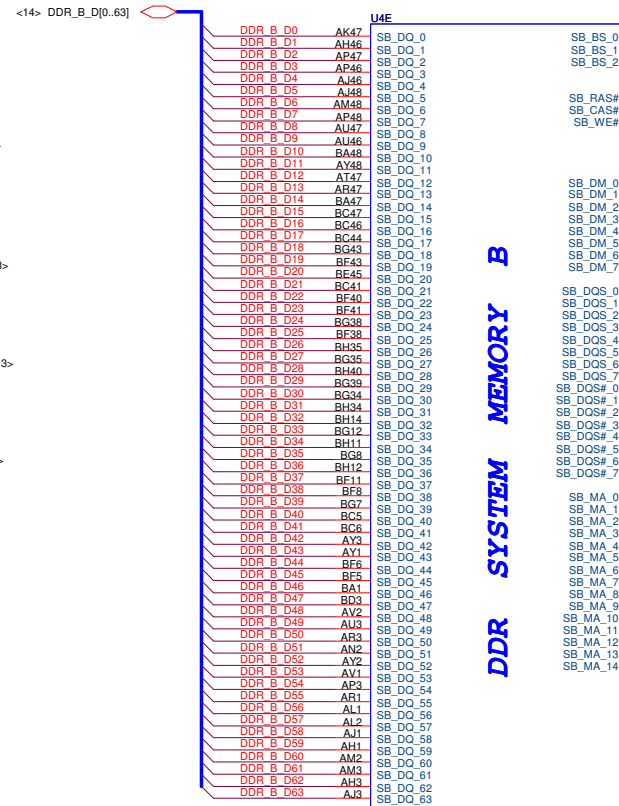 <14> DDR_B_D[0..63]
U4E
DDR_B_D0 AK47 SB_DQ_0
DDR_B_D1 AH46 SB_DQ_1
DDR_B_D2 AP47 SB_DQ_2
DDR_B_D3 AP46 SB_DQ_3
DDR_B_D4 AJ46 SB_DQ_4
DDR_B_D5 AJ48 SB_DQ_5
DDR_B_D6 AM48 SB_DQ_6
DDR_B_D7 AP48 SB_DQ_7
DDR_B_D8 AU47 SB_DQ_8
DDR_B_D9 AU46 SB_DQ_9
DDR_B_D10 BA48 SB_DQ_10
DDR_B_D11 AY48 SB_DQ_11
DDR_B_D12 AT47 SB_DQ_12
DDR_B_D13 AR47 SB_DQ_13
DDR_B_D14 BA47 SB_DQ_14
DDR_B_D15 BC47 SB_DQ_15
DDR_B_D16 BC46 SB_DQ_16
DDR_B_D17 BC44 SB_DQ_17
DDR_B_D18 BG43 SB_DQ_18
DDR_B_D19 BF43 SB_DQ_19
DDR_B_D20 BE45 SB_DQ_20
DDR_B_D21 BC41 SB_DQ_21
DDR_B_D22 BF40 SB_DQ_22
DDR_B_D23 BF41 SB_DQ_23
DDR_B_D24 BG38 SB_DQ_24
DDR_B_D25 BF38 SB_DQ_25
DDR_B_D26 BH35 SB_DQ_26
DDR_B_D27 BG35 SB_DQ_27
DDR_B_D28 BH40 SB_DQ_28
DDR_B_D29 BG39 SB_DQ_29
DDR_B_D30 BG34 SB_DQ_30
DDR_B_D31 BH34 SB_DQ_31
DDR_B_D32 BH14 SB_DQ_32
DDR_B_D33 BG12 SB_DQ_33
DDR_B_D34 BH11 SB_DQ_34
DDR_B_D35 BG8 SB_DQ_35
DDR_B_D36 BH12 SB_DQ_36
DDR_B_D37 BF11 SB_DQ_37
DDR_B_D38 BF8 SB_DQ_38
DDR_B_D39 BG7 SB_DQ_39
DDR_B_D40 BC5 SB_DQ_40
DDR_B_D41 BC6 SB_DQ_41
DDR_B_D42 AY3 SB_DQ_42
DDR_B_D43 AY1 SB_DQ_43
DDR_B_D44 BF6 SB_DQ_44
DDR_B_D45 BF5 SB_DQ_45
DDR_B_D46 BA1 SB_DQ_46
DDR_B_D47 BD3 SB_DQ_47
DDR_B_D48 AV2 SB_DQ_48
DDR_B_D49 AU3 SB_DQ_49
DDR_B_D50 AR3 SB_DQ_50
DDR_B_D51 AN2 SB_DQ_51
DDR_B_D52 AY2 SB_DQ_52
DDR_B_D53 AV1 SB_DQ_53
DDR_B_D54 AP3 SB_DQ_54
DDR_B_D55 AR1 SB_DQ_55
DDR_B_D56 AL1 SB_DQ_56
DDR_B_D57 AL2 SB_DQ_57
DDR_B_D58 AJ1 SB_DQ_58
DDR_B_D59 AH1 SB_DQ_59
DDR_B_D60 AM2 SB_DQ_60
DDR_B_D61 AM3 SB_DQ_61
DDR_B_D62 AH3 SB_DQ_62
DDR_B_D63 AJ3 SB_DQ_63
DDR SYSTEM MEMORY B
SB_BS_0
SB_BS_1
SB_BS_2
SB_RAS#
SB_CAS#
SB_WE#
SB_DM_0
SB_DM_1
SB_DM_2
SB_DM_3
SB_DM_4
SB_DM_5
SB_DM_6
SB_DM_7
SB_DQS_0
SB_DQS_1
SB_DQS_2
SB_DQS_3
SB_DQS_4
SB_DQS_5
SB_DQS_6
SB_DQS_7
SB_DQS#_0
SB_DQS#_1
SB_DQS#_2
SB_DQS#_3
SB_DQS#_4
SB_DQS#_5
SB_DQS#_6
SB_DQS#_7
SB_MA_0
SB_MA_1
SB_MA_2
SB_MA_3
SB_MA_4
SB_MA_5
SB_MA_6
SB_MA_7
SB_MA_8
SB_MA_9
SB_MA_10
SB_MA_11
SB_MA_12
SB_MA_13
SB_MA_14
3>